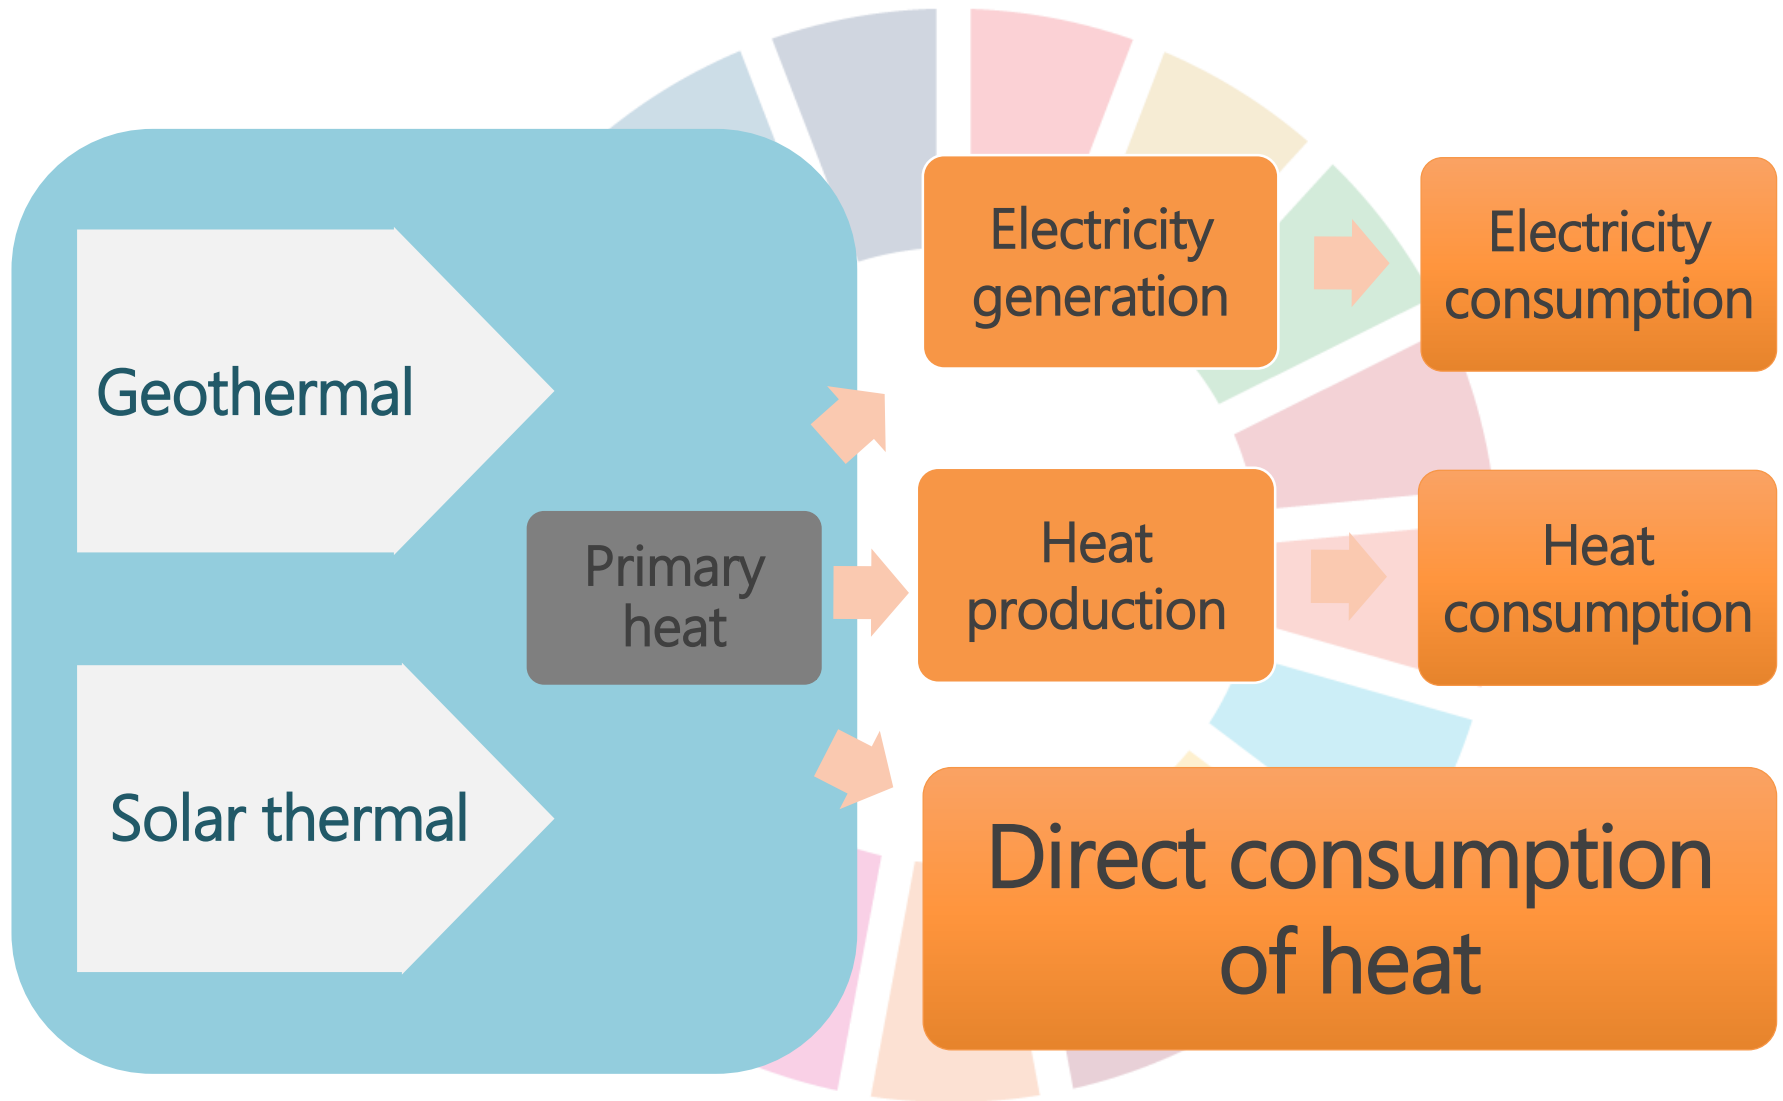 Geothermal
Solar thermal
Primary
heat
Electricity
generation
Electricity
consumption
Heat
production
Heat
consumption
Direct consumption
of heat